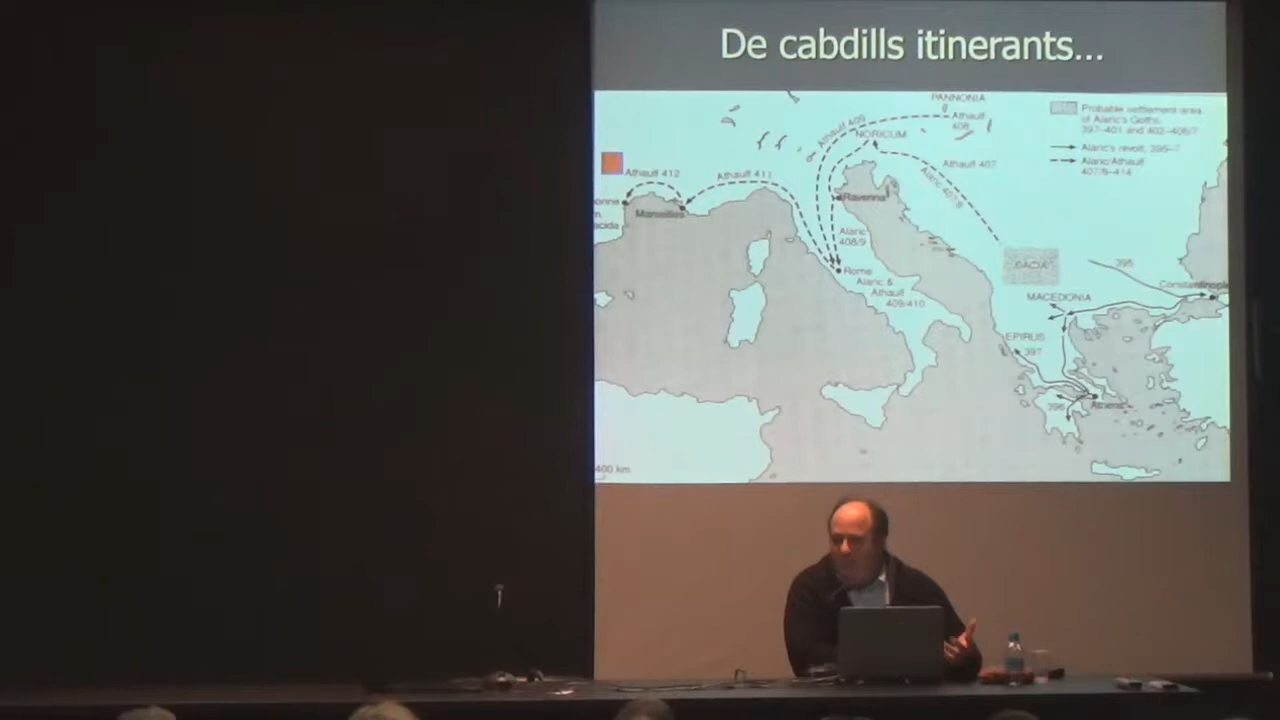 De cabdills itinerants...
PANNONIA
Athaulf
408
Athaulf 409
NORICUM
Probable settlement area
of Alaric's Goths,
397-401 and 402-406/7
Alaric's revolt, 395-7
Alaric/Athaulf
407/8-414
Athaulf 407
Alaric 407/8
Athaulf 412
Athaulf 411
onne
Marseilles
m.
acida
Ravenna
Alaric
408/9
Rome
Alaric &
Athaulf
409/410
DACIA
395
Constantinople
MACEDONIA
EPIRUS
397
396
Athens
400 km